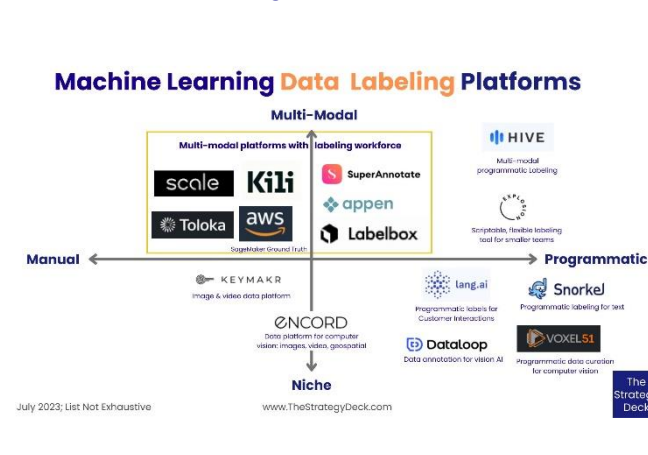 Machine Learning Data Labeling Platforms
Multi-Modal
Multi-modal platforms with labeling workforce
scale
Kili
SuperAnnotate
appen
Toloka
aws
Labelbox
SageMaker Ground Truth
HIVE
Multi-modal
programmatic Labeling
EXPLOSION
Scriptable, flexible labeling
tool for smaller teams
Manual
Programmatic
KEYMAKR
Image & video data platform
ENCORD
Data platform for computer
vision: images, video, geospatial
lang.ai
Programmatic labels for
Customer Interactions
Snorkel
Programmatic labeling for text
Dataloop
Data annotation for vision AI
VOXEL51
Programmatic data curation
for computer vision
Niche
July 2023; List Not Exhaustive
www.TheStrategyDeck.com
The
Strateg
Deck